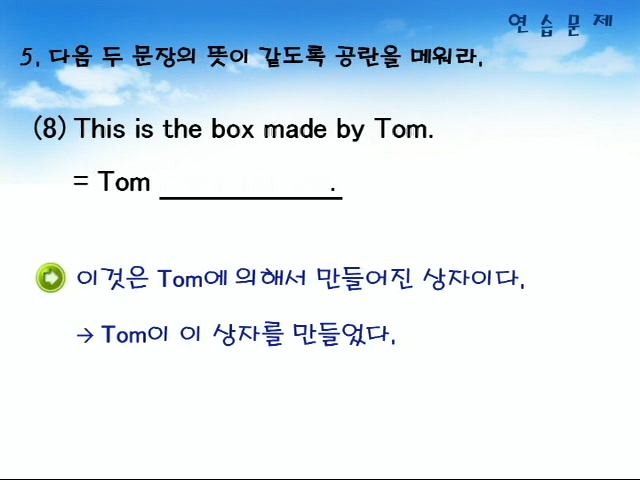 연 습 문 제
5. 다음 두 문장의 뜻이 같도록 공란을 메워라.
(8) This is the box made by Tom.
= Tom .
이것은 Tom에 의해서 만들어진 상자이다.
→ Tom이 이 상자를 만들었다.